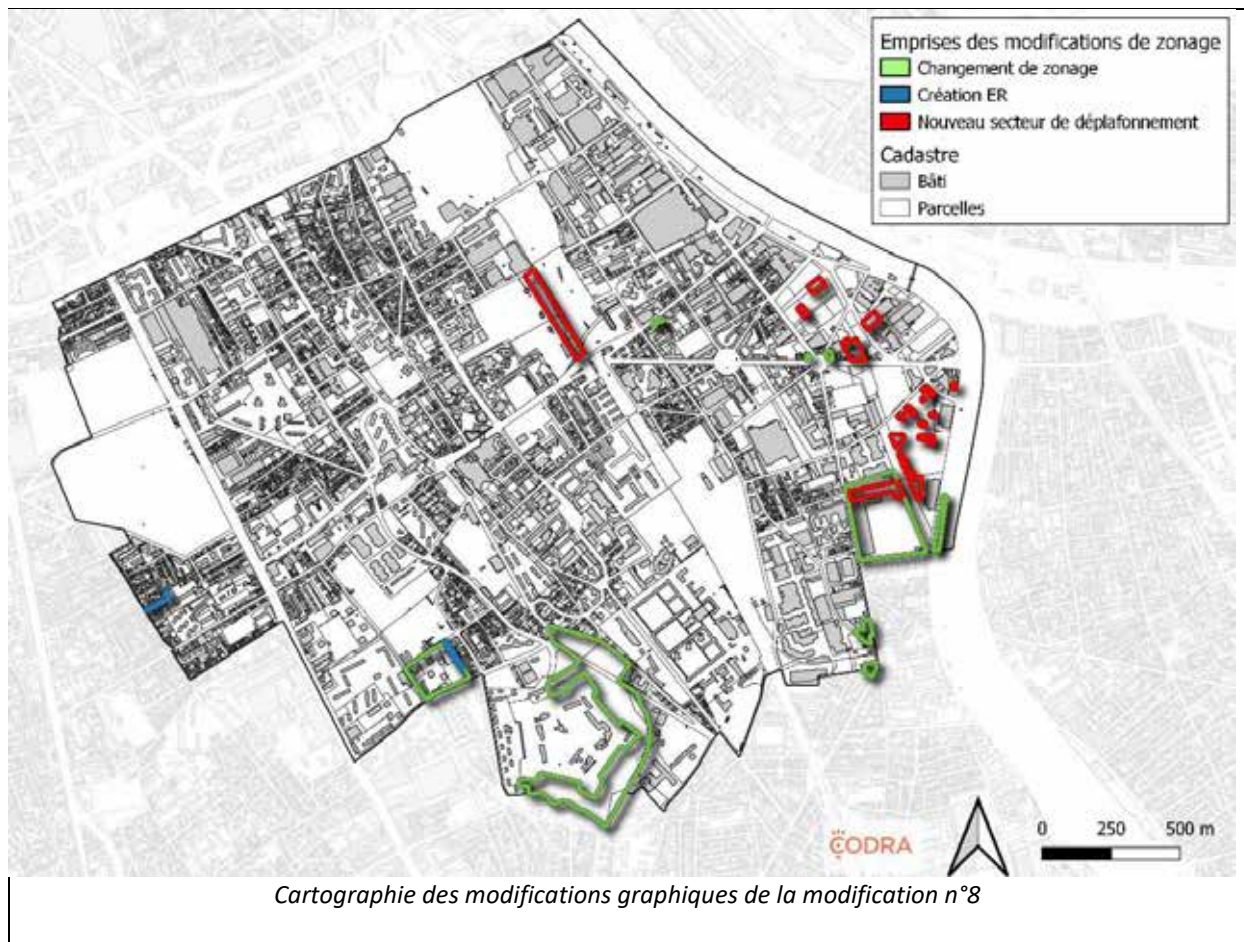 Emprises des modifications de zonage
Changement de zonage
Création ER
Nouveau secteur de déplafonnement
Cadastre
Bâti
Parcelles
CODRA
0 250 500 m
Cartographie des modifications graphiques de la modification n°8